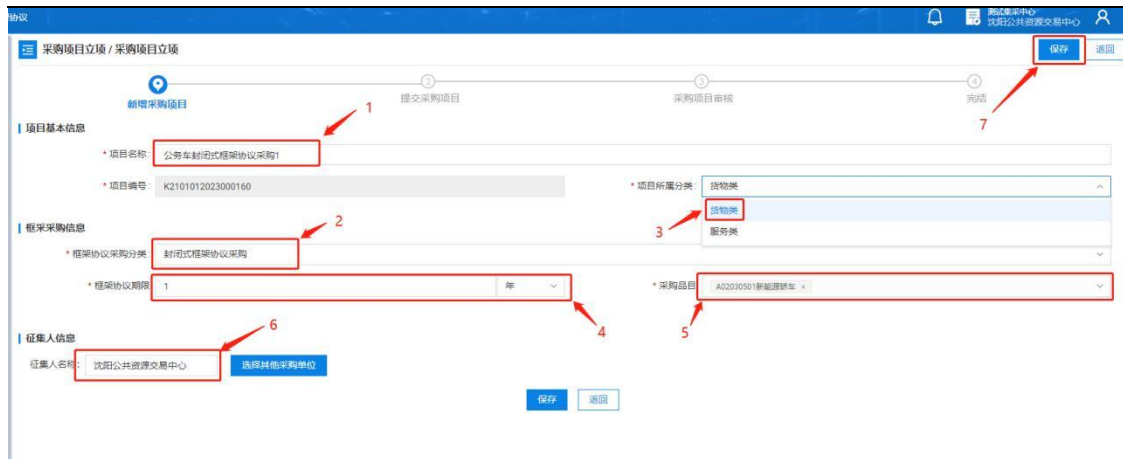 协议
测试集采中心
沈阳公共资源交易中心
采购项目立项 / 采购项目立项
保存 返回
② ③ ④
新增采购项目 提交采购项目 采购项目审核 完结
1
7
项目基本信息
* 项目名称: 公务车封闭式框架协议采购1
* 项目编号: K2101012023000160 * 项目所属分类: 货物类
货物类
3
服务类
框采采购信息
2
* 框架协议采购分类: 封闭式框架协议采购
* 框架协议期限 1 年 * 采购品目 A02030501新能源轿车 ×
4
5
征集人信息
6
征集人名称: 沈阳公共资源交易中心 选择其他采购单位
保存 返回